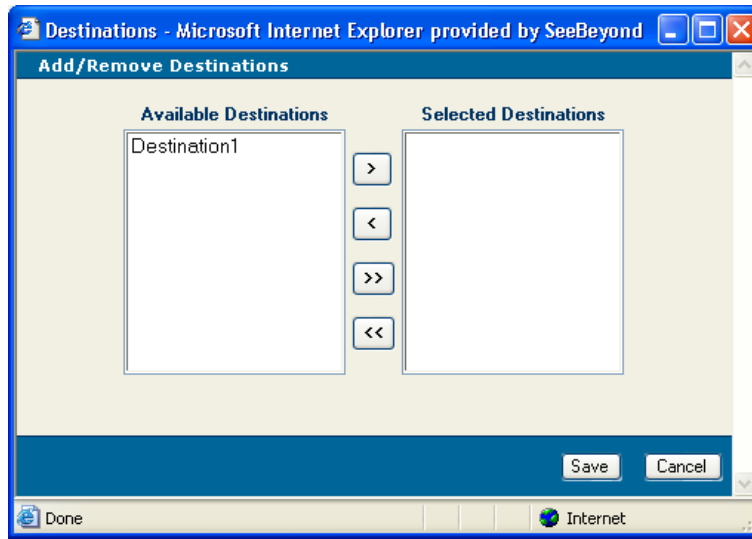 Destinations - Microsoft Internet Explorer provided by SeeBeyond
Add/Remove Destinations
Available Destinations
Selected Destinations
Destination1
>
<
>>
<<
Save
Cancel
Done
Internet